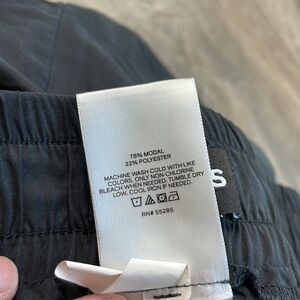 78% MODAL
22% POLYESTER
MACHINE WASH COLD WITH LIKE
COLORS. ONLY NON-CHLORINE
BLEACH WHEN NEEDED. TUMBLE DRY
LOW. COOL IRON IF NEEDED.
RN# 55285
S